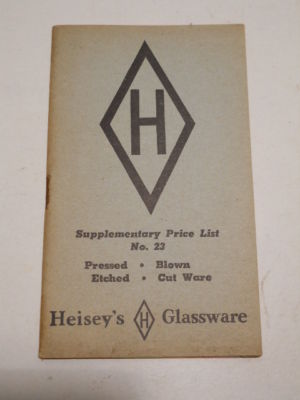 H
Supplementary Price List
No. 23
Pressed • Blown
Etched • Cut Ware
Heisey's H Glassware